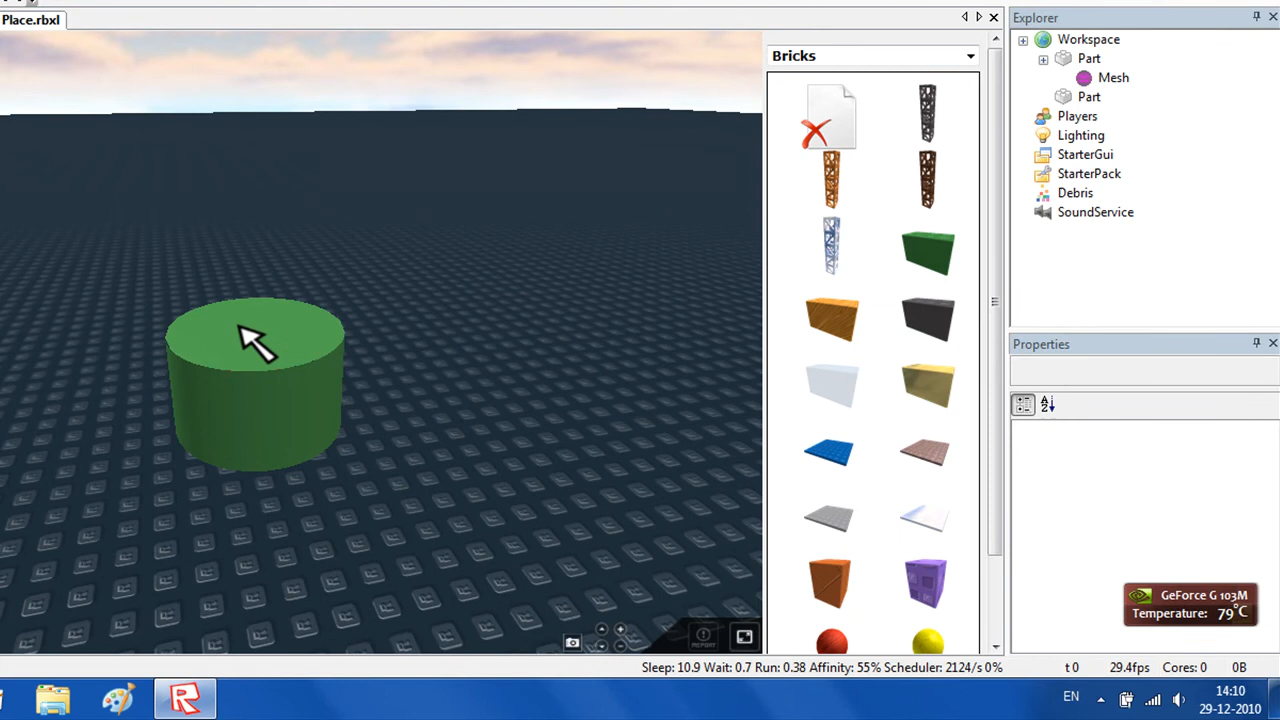 Place.rbxl
Bricks
Explorer
Workspace
Part
Mesh
Part
Players
Lighting
StarterGui
StarterPack
Debris
SoundService
Properties
GeForce G 103M
Temperature: 79°C
REPORT
Sleep: 10.9 Wait: 0.7 Run: 0.38 Affinity: 55% Scheduler: 2124/s 0% t 0 29.4fps Cores: 0 0B
EN
14:10
29-12-2010